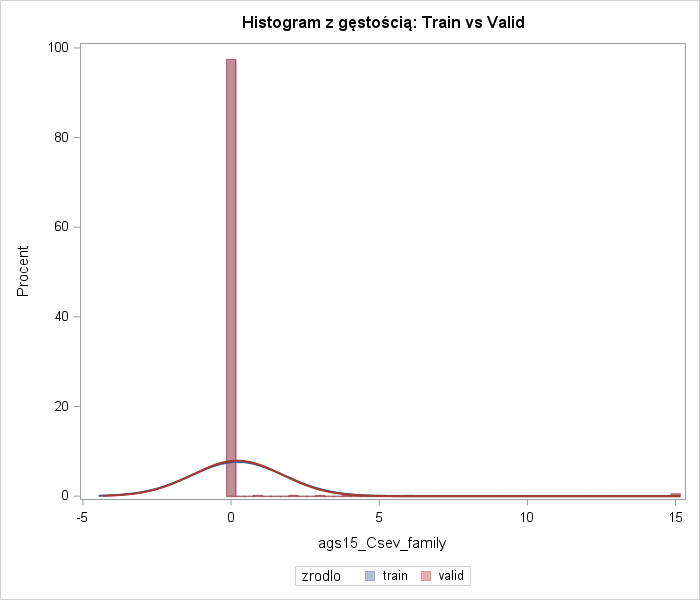 Histogram z gęstością: Train vs Valid
100
80
60
40
20
0
Procent
-5
0
5
10
15
ags15_Csev_family
zrodlo train valid